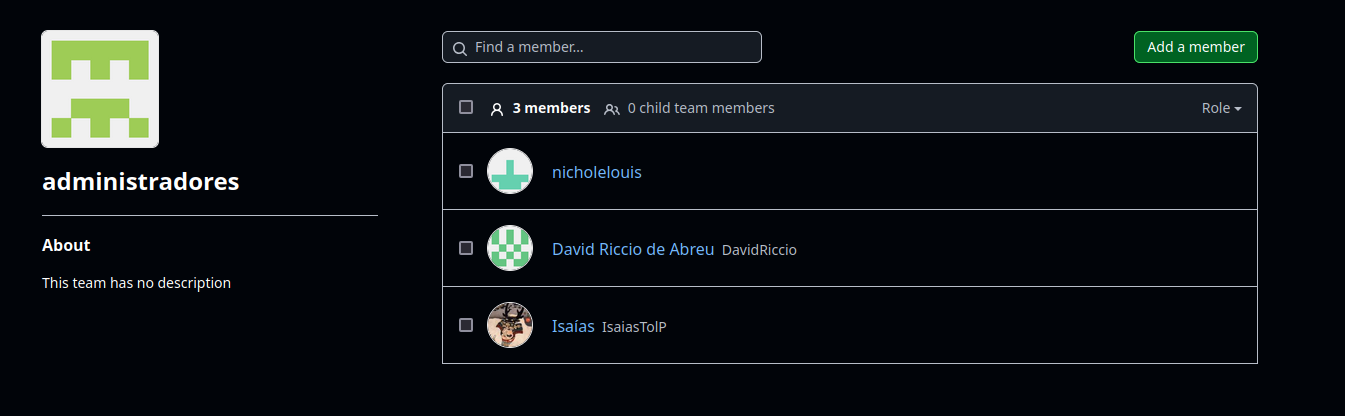 administradores
About
This team has no description
Find a member...
Add a member
3 members 0 child team members Role
nicholelouis
David Riccio de Abreu DavidRiccio
Isaías IsaiasTolP